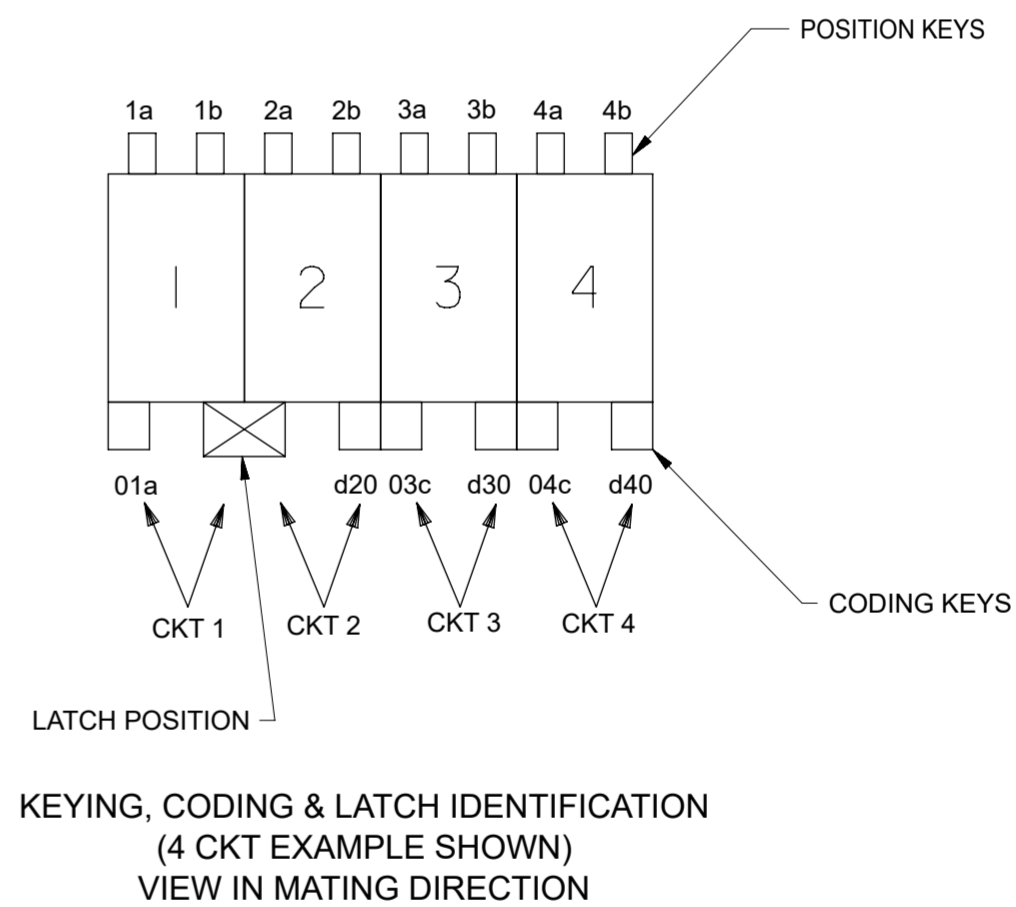 POSITION KEYS
1a 1b 2a 2b 3a 3b 4a 4b
1 2 3 4
01a d20 03c d30 04c d40
CODING KEYS
CKT 1 CKT 2 CKT 3 CKT 4
LATCH POSITION
KEYING, CODING & LATCH IDENTIFICATION
(4 CKT EXAMPLE SHOWN)
VIEW IN MATING DIRECTION